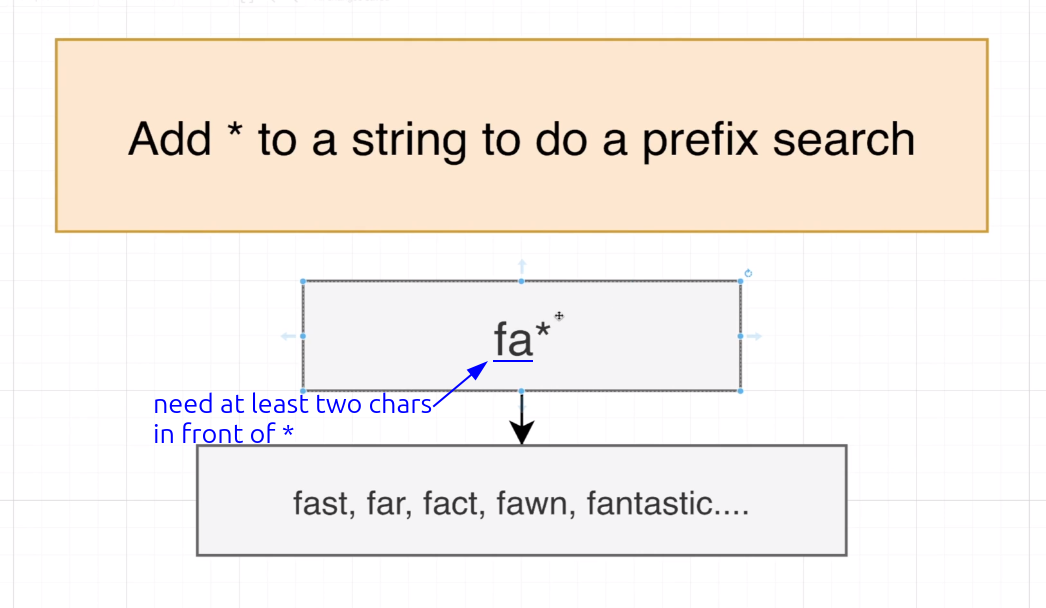 Add * to a string to do a prefix search
fa*
need at least two chars
in front of *
fast, far, fact, fawn, fantastic....